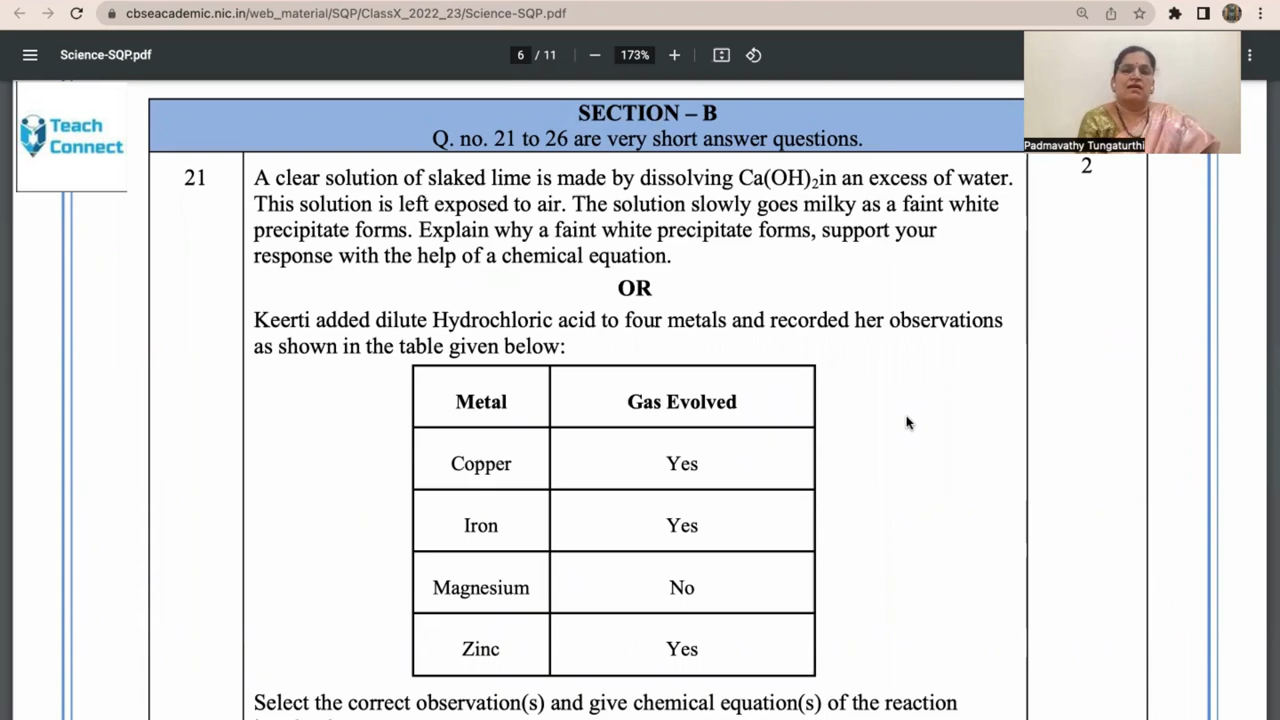 cbseacademic.nic.in/web_material/SQP/ClassX_2022_23/Science-SQP.pdf
Science-SQP.pdf
6 / 11
173%
Teach
Connect
Padmavathy Tungaturthi
SECTION – B
Q. no. 21 to 26 are very short answer questions.
21
A clear solution of slaked lime is made by dissolving Ca(OH)₂in an excess of water.
2
This solution is left exposed to air. The solution slowly goes milky as a faint white
precipitate forms. Explain why a faint white precipitate forms, support your
response with the help of a chemical equation.
OR
Keerti added dilute Hydrochloric acid to four metals and recorded her observations
as shown in the table given below:
Metal Gas Evolved
Copper Yes
Iron Yes
Magnesium No
Zinc Yes
Select the correct observation(s) and give chemical equation(s) of the reaction